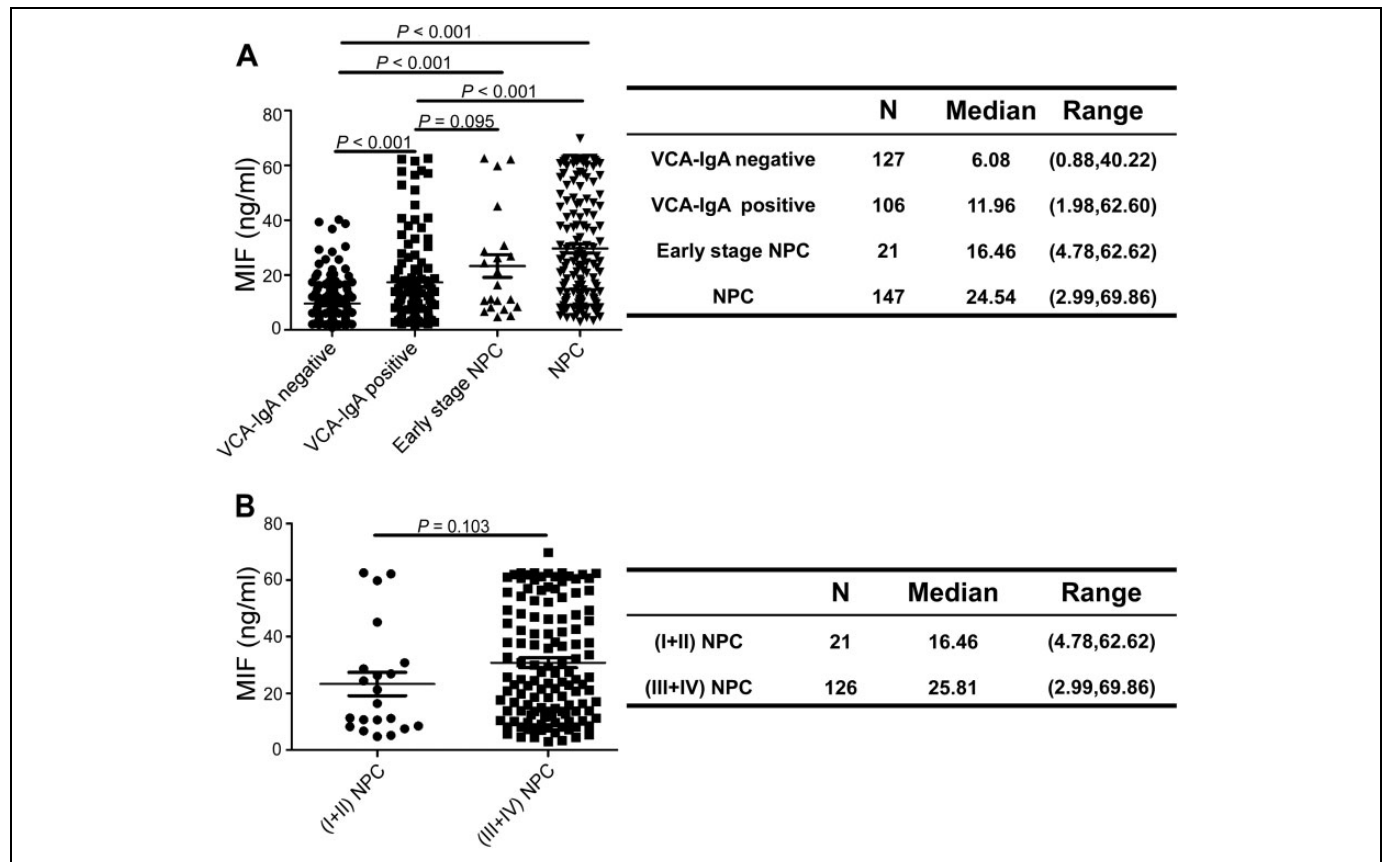 A
P < 0.001
P < 0.001
P < 0.001
P = 0.095
P < 0.001
80
60
40
20
0
MIF (ng/ml)
VCA-IgA negative
VCA-IgA positive
Early stage NPC
NPC
N Median Range
VCA-IgA negative 127 6.08 (0.88,40.22)
VCA-IgA positive 106 11.96 (1.98,62.60)
Early stage NPC 21 16.46 (4.78,62.62)
NPC 147 24.54 (2.99,69.86)
B
P = 0.103
80
60
40
20
0
MIF (ng/ml)
(I+II) NPC
(III+IV) NPC
N Median Range
(I+II) NPC 21 16.46 (4.78,62.62)
(III+IV) NPC 126 25.81 (2.99,69.86)